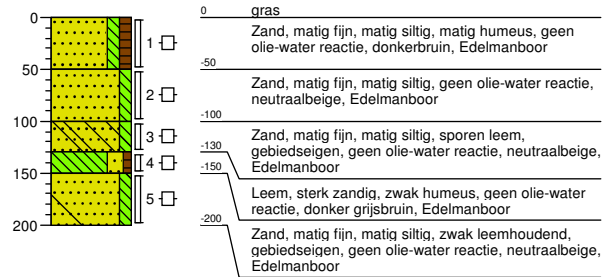 0
50
100
150
200
1
2
3
4
5
0
gras
Zand, matig fijn, matig siltig, matig humeus, geen
olie-water reactie, donkerbruin, Edelmanboor
-50
Zand, matig fijn, matig siltig, geen olie-water reactie,
neutraalbeige, Edelmanboor
-100
Zand, matig fijn, matig siltig, sporen leem,
gebiedseigen, geen olie-water reactie, neutraalbeige,
Edelmanboor
-130
Leem, sterk zandig, zwak humeus, geen olie-water
reactie, donker grijsbruin, Edelmanboor
-150
Zand, matig fijn, matig siltig, zwak leemhoudend,
gebiedseigen, geen olie-water reactie, neutraalbeige,
Edelmanboor
-200